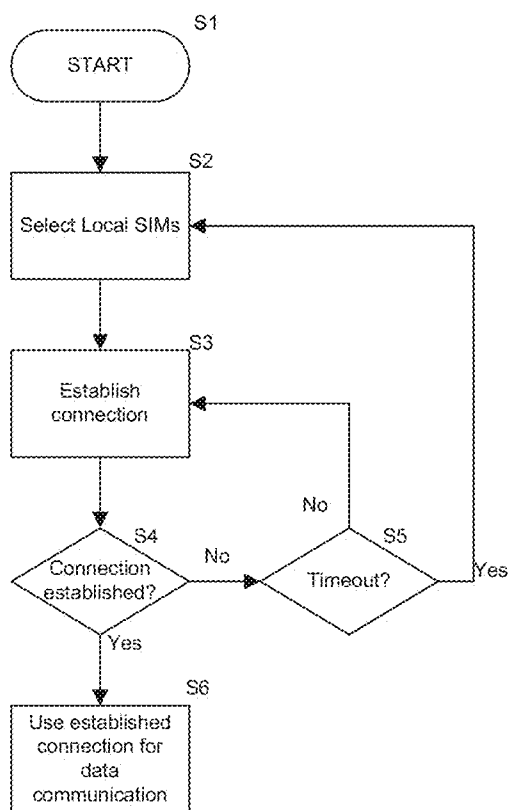 S1
START
S2
Select Local SIMs
S3
Establish
connection
No
S4
S5
Connection
established?
No
Timeout?
Yes
Yes
S6
Use established
connection for
data
communication